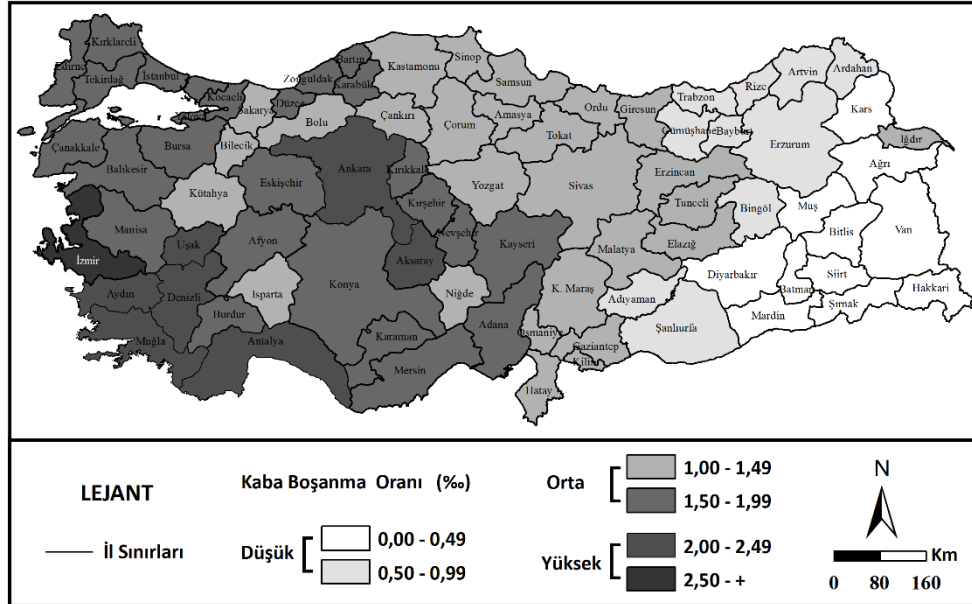 Kırklareli
Edirne
Tekirdağ
İstanbul
Kocaeli
Yalova
Sakarya
Düzce
Zonguldak
Bartın
Karabük
Kastamonu
Sinop
Samsun
Bolu
Çankırı
Çorum
Amasya
Tokat
Ordu
Giresun
Trabzon
Rize
Artvin
Ardahan
Kars
Gümüşhane
Bayburt
Erzurum
Iğdır
Ağrı
Çanakkale
Balıkesir
Bursa
Bilecik
Kütahya
Eskişehir
Ankara
Kırıkkale
Kırşehir
Yozgat
Sivas
Erzincan
Tunceli
Bingöl
Muş
Bitlis
Van
Manisa
Uşak
Afyon
İzmir
Aydın
Denizli
Isparta
Burdur
Muğla
Antalya
Konya
Aksaray
Nevşehir
Niğde
Kayseri
Karaman
Mersin
Adana
Osmaniye
K. Maraş
Malatya
Elazığ
Adıyaman
Gaziantep
Kilis
Hatay
Şanlıurfa
Diyarbakır
Mardin
Batman
Siirt
Şırnak
Hakkari
LEJANT
İl Sınırları
Kaba Boşanma Oranı (‰)
Düşük
0,00 - 0,49
0,50 - 0,99
Orta
1,00 - 1,49
1,50 - 1,99
Yüksek
2,00 - 2,49
2,50 - +
N
Km
0 80 160